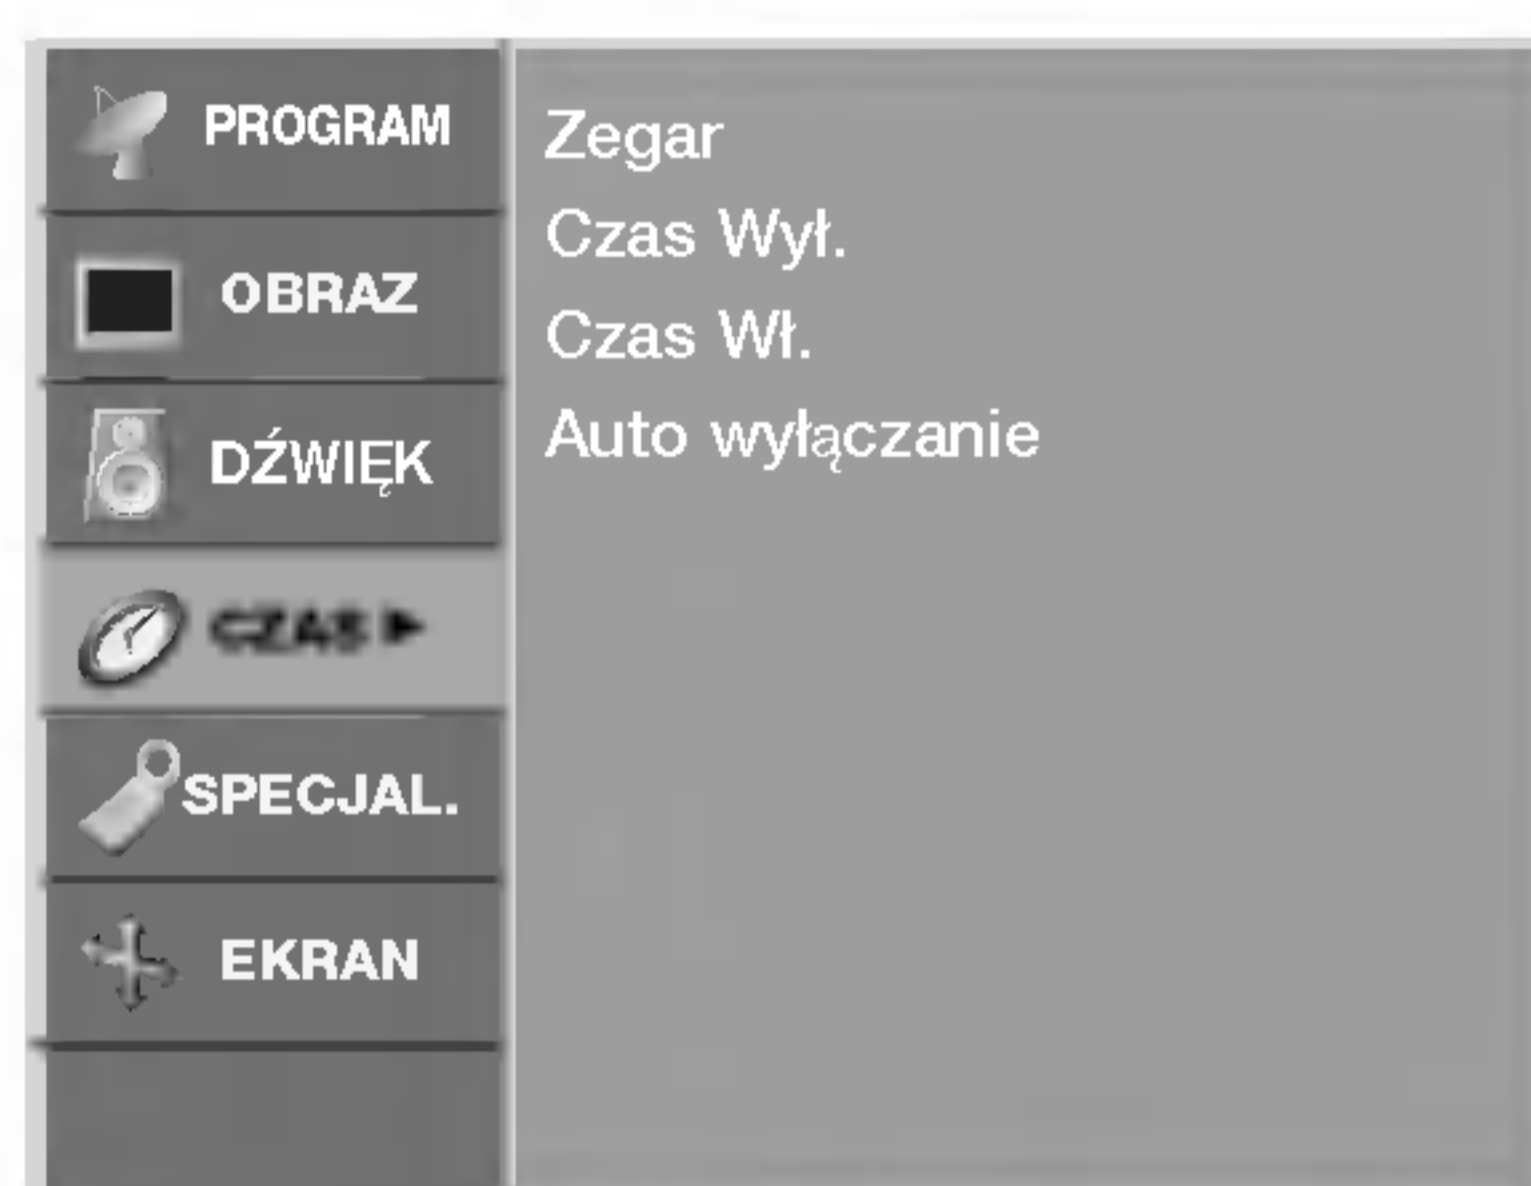 PROGRAM
OBRAZ
DŹWIĘK
CZAS
SPECJAL.
EKRAN
Zegar
Czas Wył.
Czas Wł.
Auto wyłączanie